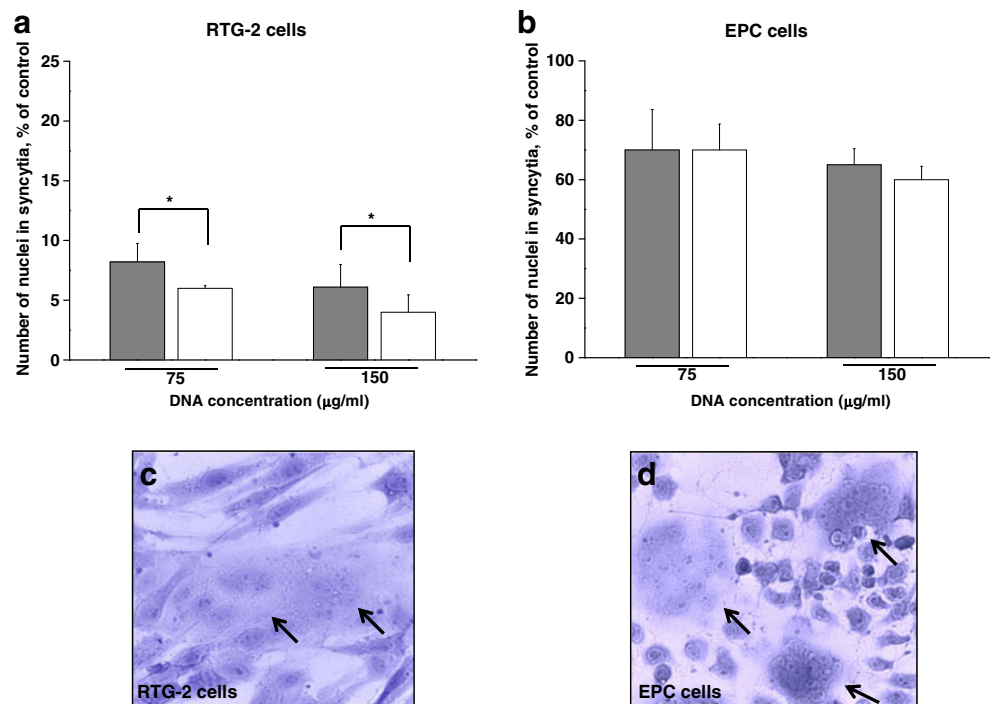 a
RTG-2 cells
Number of nuclei in syncytia, % of control
25
20
15
10
5
0
*
*
75
150
DNA concentration (μg/ml)
b
EPC cells
Number of nuclei in syncytia, % of control
100
80
60
40
20
0
75
150
DNA concentration (μg/ml)
c
RTG-2 cells
d
EPC cells